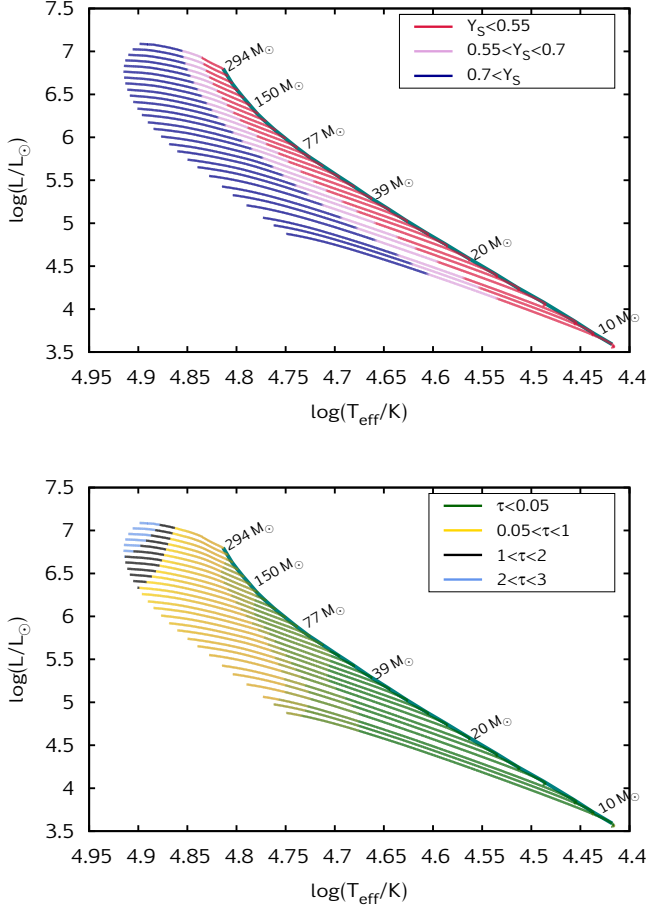 7.5
7
6.5
6
5.5
5
4.5
4
3.5
log(L/L☉)
294 M☉
150 M☉
77 M☉
39 M☉
20 M☉
10 M☉
Y_S<0.55
0.55<Y_S<0.7
0.7<Y_S
4.95 4.9 4.85 4.8 4.75 4.7 4.65 4.6 4.55 4.5 4.45 4.4
log(T_eff/K)
7.5
7
6.5
6
5.5
5
4.5
4
3.5
log(L/L☉)
294 M☉
150 M☉
77 M☉
39 M☉
20 M☉
10 M☉
τ<0.05
0.05<τ<1
1<τ<2
2<τ<3
4.95 4.9 4.85 4.8 4.75 4.7 4.65 4.6 4.55 4.5 4.45 4.4
log(T_eff/K)